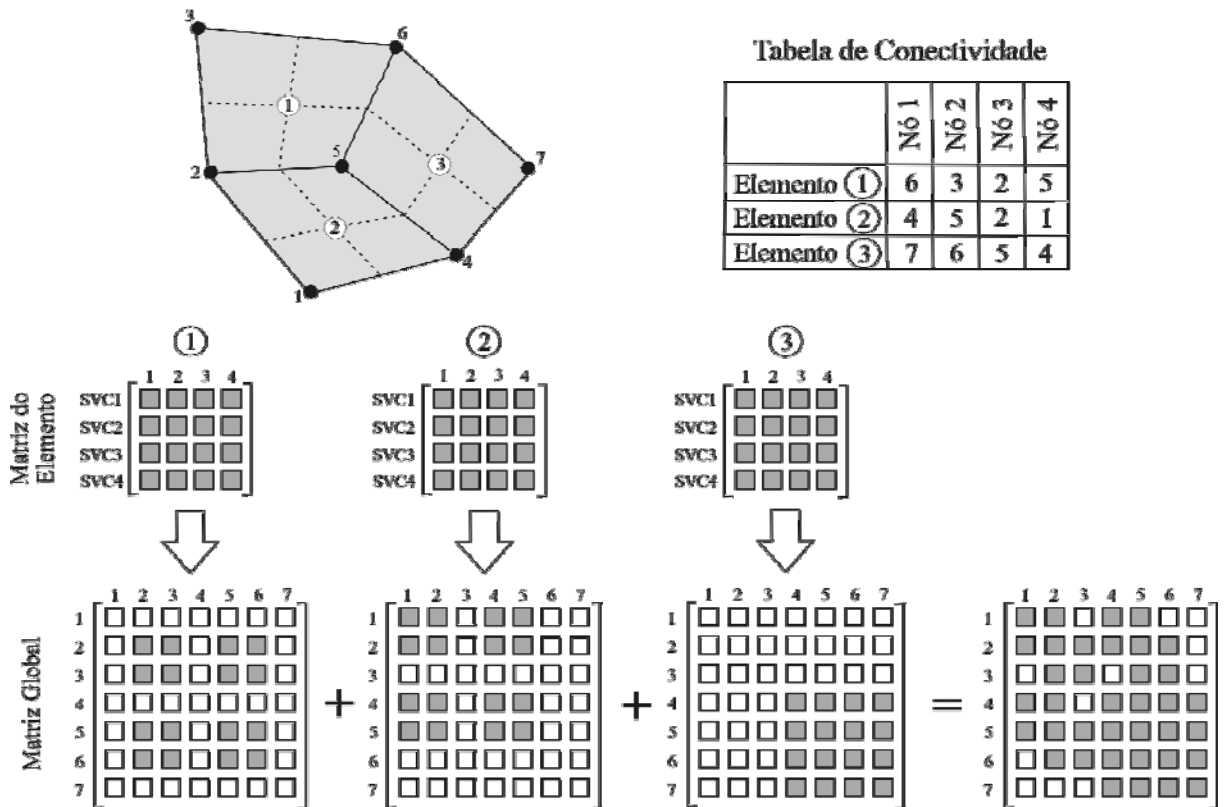 3
6
1
5
7
2
3
2
4
1
Tabela de Conectividade
Nó 1 Nó 2 Nó 3 Nó 4
Elemento 1 6 3 2 5
Elemento 2 4 5 2 1
Elemento 3 7 6 5 4
1 2 3
Matriz do
Elemento
1 2 3 4
SVC1
SVC2
SVC3
SVC4
1 2 3 4
SVC1
SVC2
SVC3
SVC4
1 2 3 4
SVC1
SVC2
SVC3
SVC4
Matriz Global
1 2 3 4 5 6 7
1
2
3
4
5
6
7
+
1 2 3 4 5 6 7
1
2
3
4
5
6
7
+
1 2 3 4 5 6 7
1
2
3
4
5
6
7
=
1 2 3 4 5 6 7
1
2
3
4
5
6
7